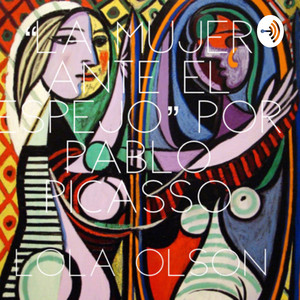 “LA MUJER
ANTE EL
ESPEJO” POR
PABLO
PICASSO
LOLA OLSON